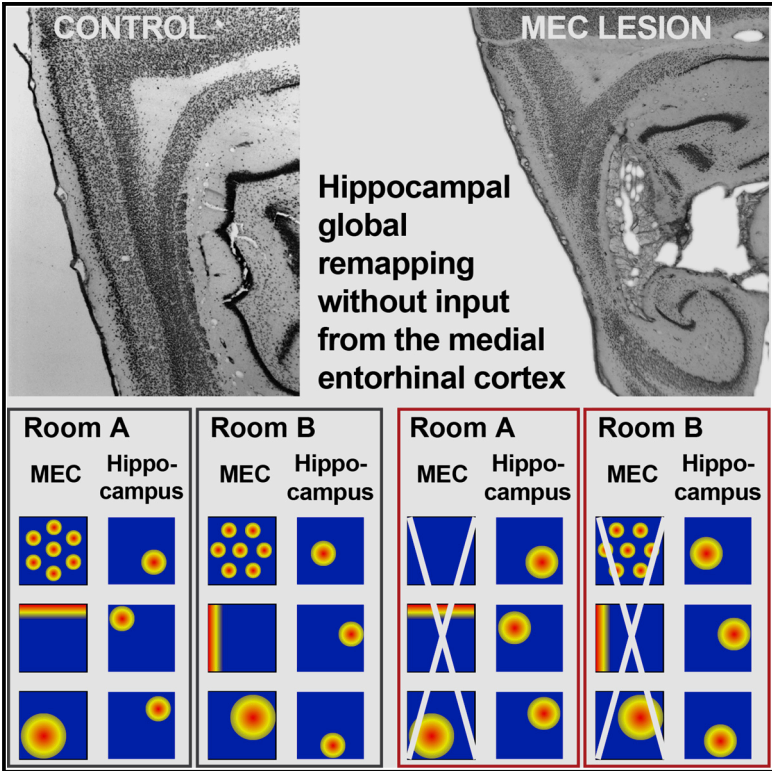 CONTROL
MEC LESION
Hippocampal
global
remapping
without input
from the medial
entorhinal cortex
Room A
MEC
Hippo-
campus
Room B
MEC
Hippo-
campus
Room A
MEC
Hippo-
campus
Room B
MEC
Hippo-
campus